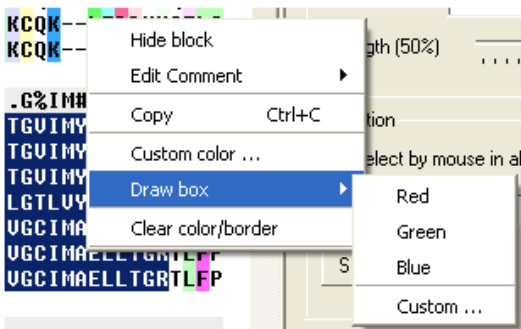 KCQK--
KCQK--
.G%IM#
TGVIMY
TGVIMY
TGVIMY
LGTLVY
VGCIMA
VGCIMAELLTGRTLFP
VGCIMAELLTGRTLFP
Hide block
Edit Comment
Copy Ctrl+C
Custom color ...
Draw box
Clear color/border
Red
Green
Blue
Custom ...
gth (50%)
tion
elect by mouse in al
S